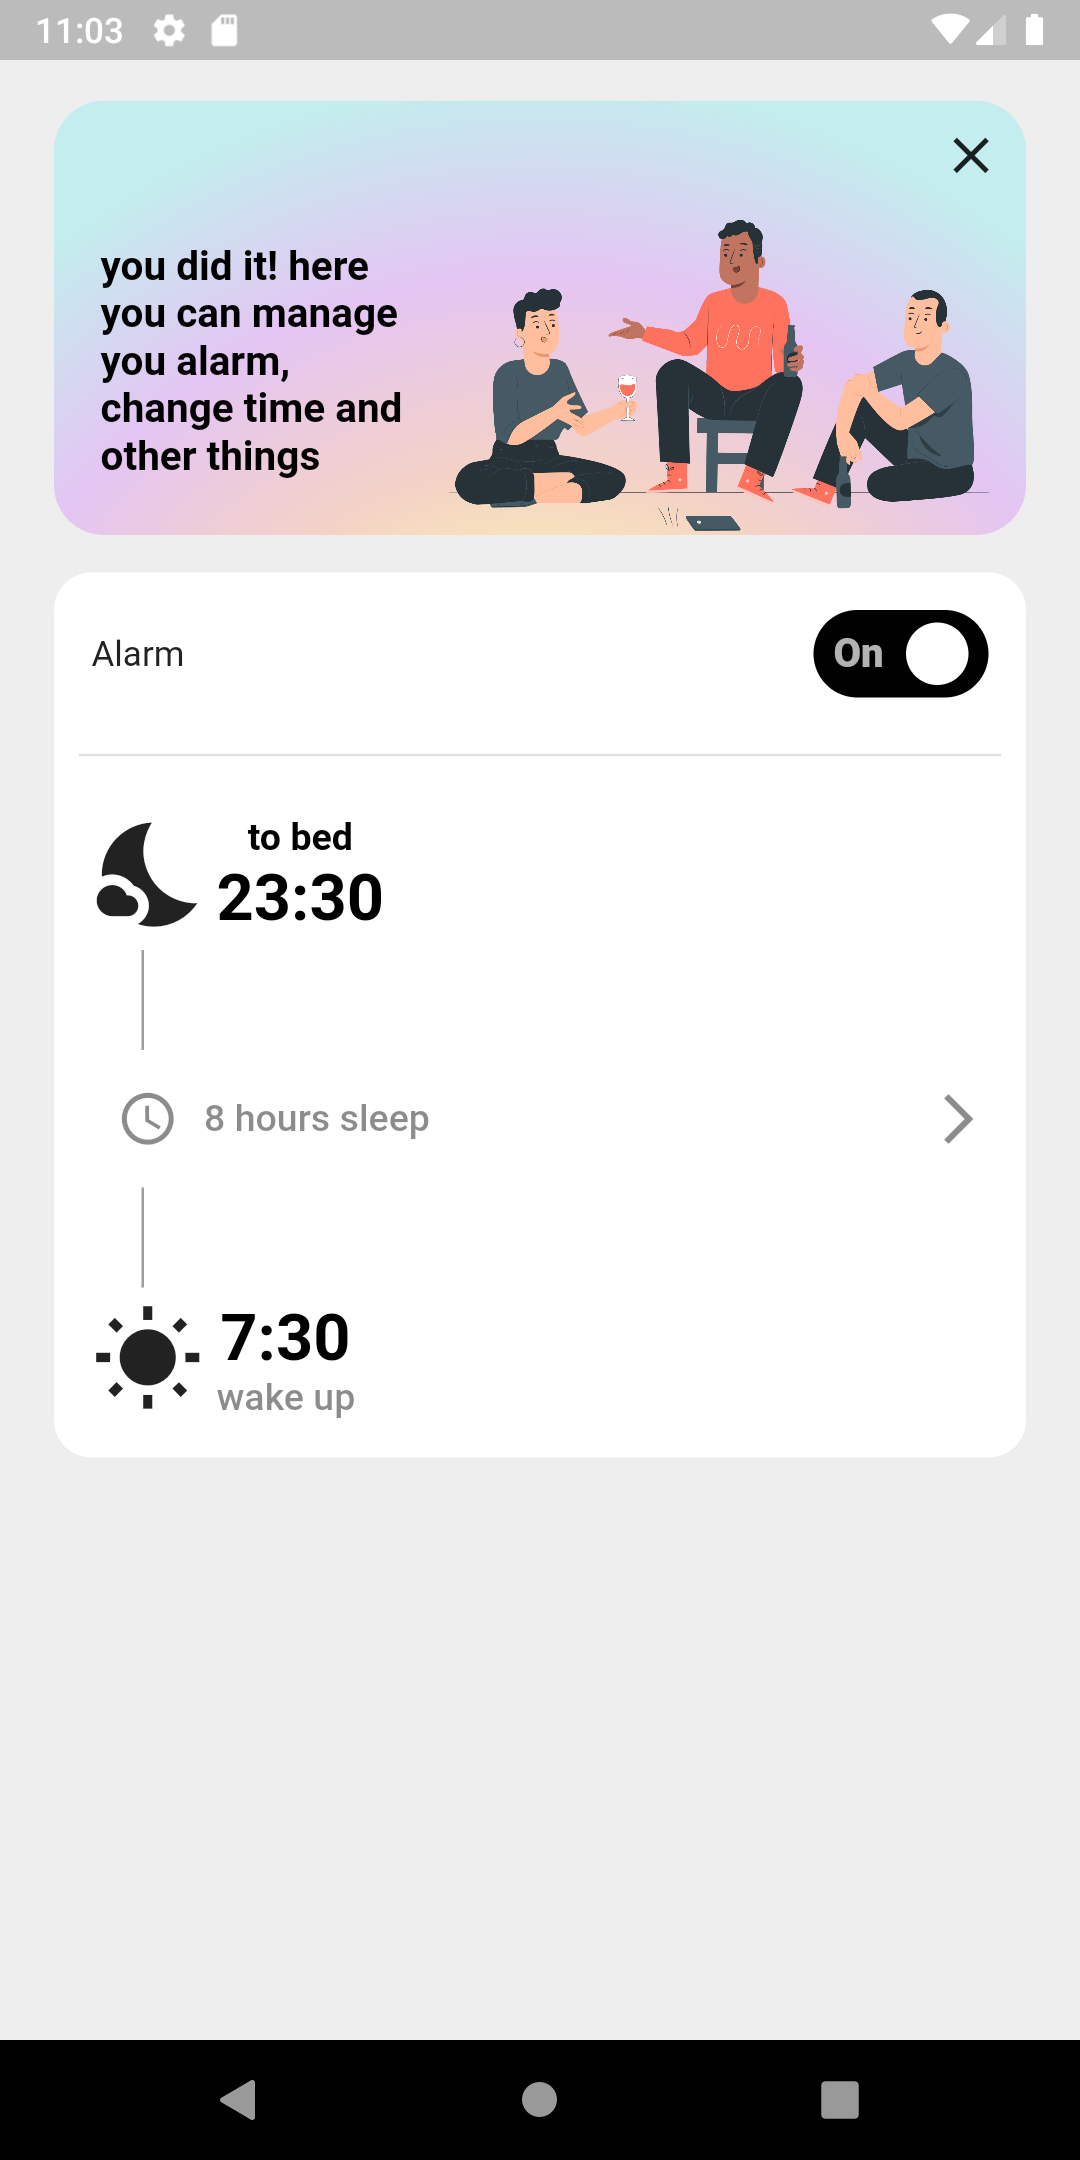 11:03
you did it! here
you can manage
you alarm,
change time and
other things
Alarm
On
to bed
23:30
8 hours sleep
7:30
wake up